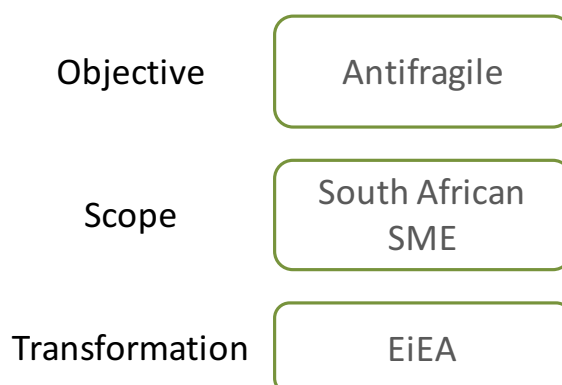 Objective
Antifragile
Scope
South African
SME
Transformation
EiEA